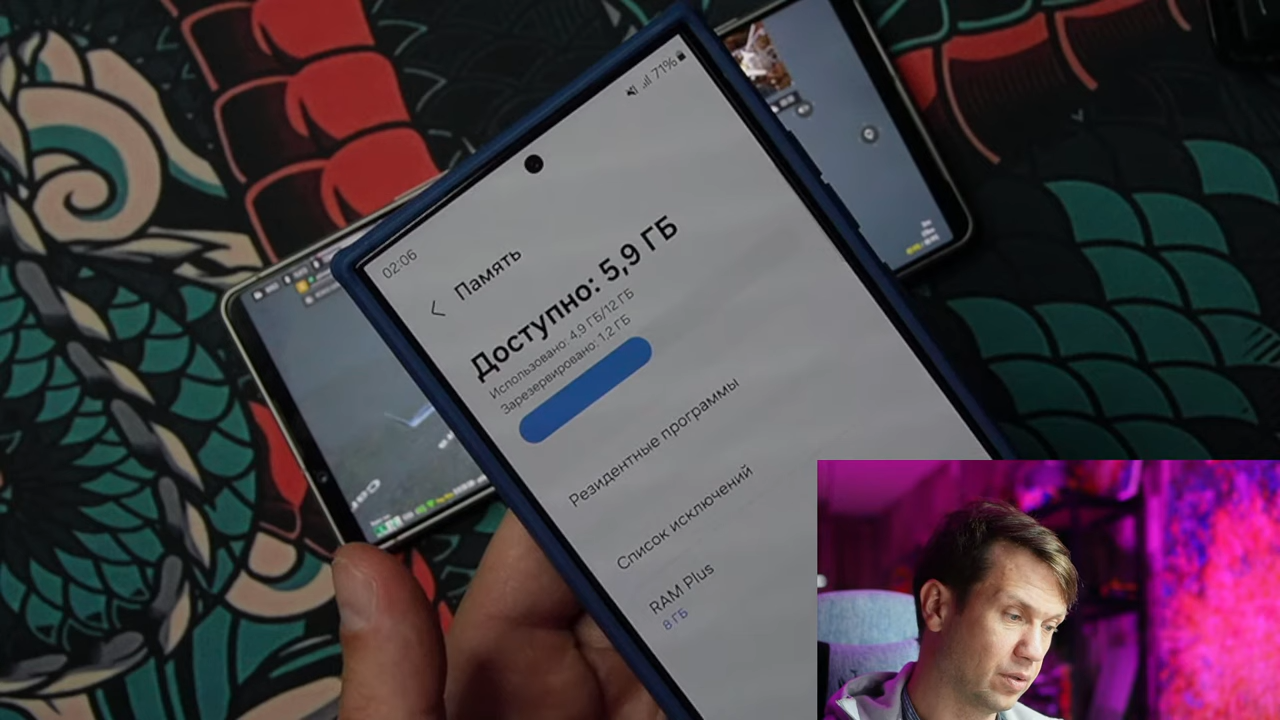 02:06
71%
Память
Доступно: 5,9 ГБ
Использовано: 4,9 ГБ/12 ГБ
Зарезервировано: 1,2 ГБ
Резидентные программы
Список исключений
RAM Plus
8 ГБ